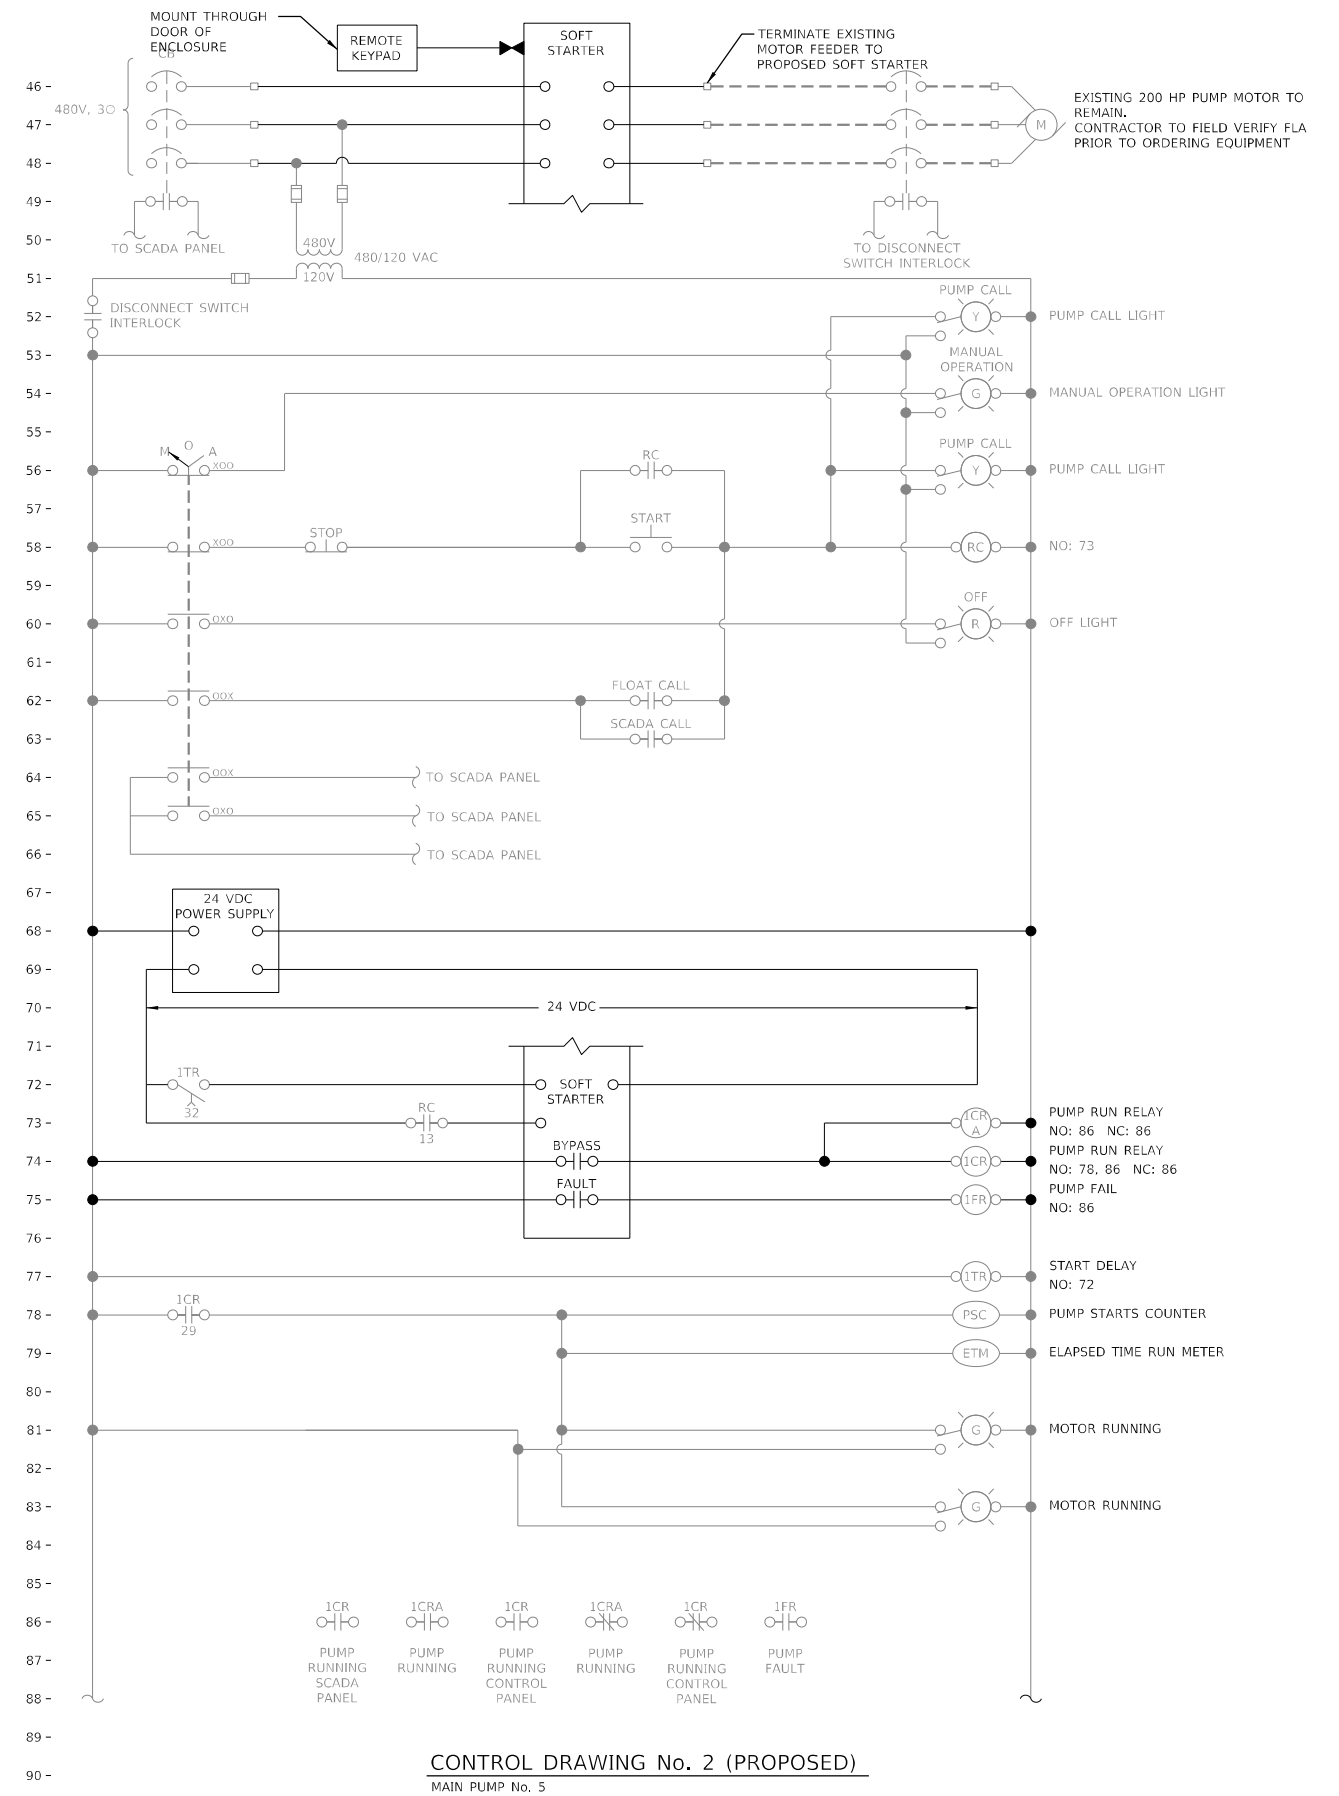 MOUNT THROUGH
DOOR OF
ENCLOSURE
CB
REMOTE
KEYPAD
SOFT
STARTER
TERMINATE EXISTING
MOTOR FEEDER TO
PROPOSED SOFT STARTER
46
480V, 3∅
47
M
EXISTING 200 HP PUMP MOTOR TO
REMAIN.
CONTRACTOR TO FIELD VERIFY FLA
PRIOR TO ORDERING EQUIPMENT
48
49
50
TO SCADA PANEL
480V
480/120 VAC
120V
TO DISCONNECT
SWITCH INTERLOCK
51
DISCONNECT SWITCH
INTERLOCK
PUMP CALL
52
Y
PUMP CALL LIGHT
53
MANUAL
OPERATION
54
G
MANUAL OPERATION LIGHT
55
M O A
RC
PUMP CALL
56
XOO
Y
PUMP CALL LIGHT
57
STOP
START
58
XOO
RC
NO: 73
59
OFF
60
OXO
R
OFF LIGHT
61
FLOAT CALL
62
OOX
SCADA CALL
63
64
OOX
TO SCADA PANEL
65
OXO
TO SCADA PANEL
66
TO SCADA PANEL
67
24 VDC
POWER SUPPLY
68
69
70
24 VDC
71
1TR
72
32
SOFT
STARTER
RC
73
13
1CR
A
PUMP RUN RELAY
NO: 86 NC: 86
BYPASS
74
1CR
PUMP RUN RELAY
NO: 78, 86 NC: 86
FAULT
75
1FR
PUMP FAIL
NO: 86
76
77
1TR
START DELAY
NO: 72
1CR
78
29
PSC
PUMP STARTS COUNTER
79
ETM
ELAPSED TIME RUN METER
80
81
G
MOTOR RUNNING
82
83
G
MOTOR RUNNING
84
85
86
1CR
PUMP
RUNNING
SCADA
PANEL
1CRA
PUMP
RUNNING
1CR
PUMP
RUNNING
CONTROL
PANEL
1CRA
PUMP
RUNNING
1CR
PUMP
RUNNING
CONTROL
PANEL
1FR
PUMP
FAULT
87
88
89
90
CONTROL DRAWING No. 2 (PROPOSED)
MAIN PUMP No. 5